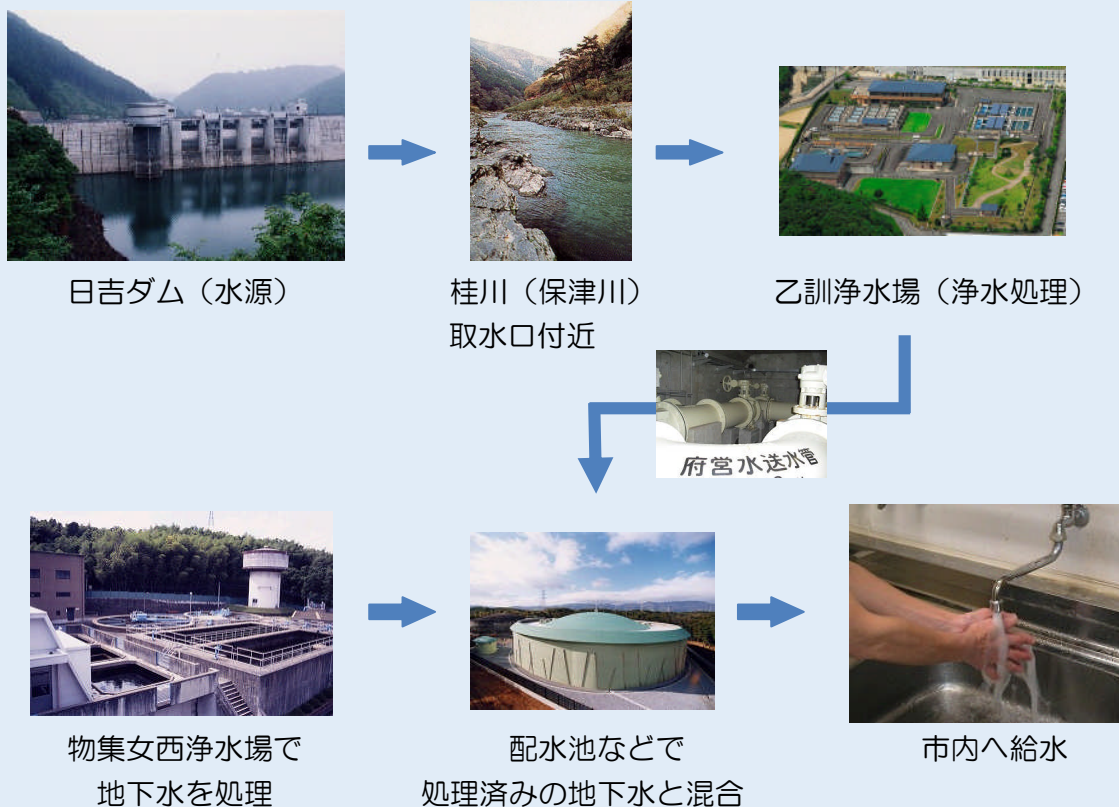 日吉ダム（水源）
桂川（保津川）
取水口付近
乙訓浄水場（浄水処理）
府営水送水管
物集女西浄水場で
地下水を処理
配水池などで
処理済みの地下水と混合
市内へ給水